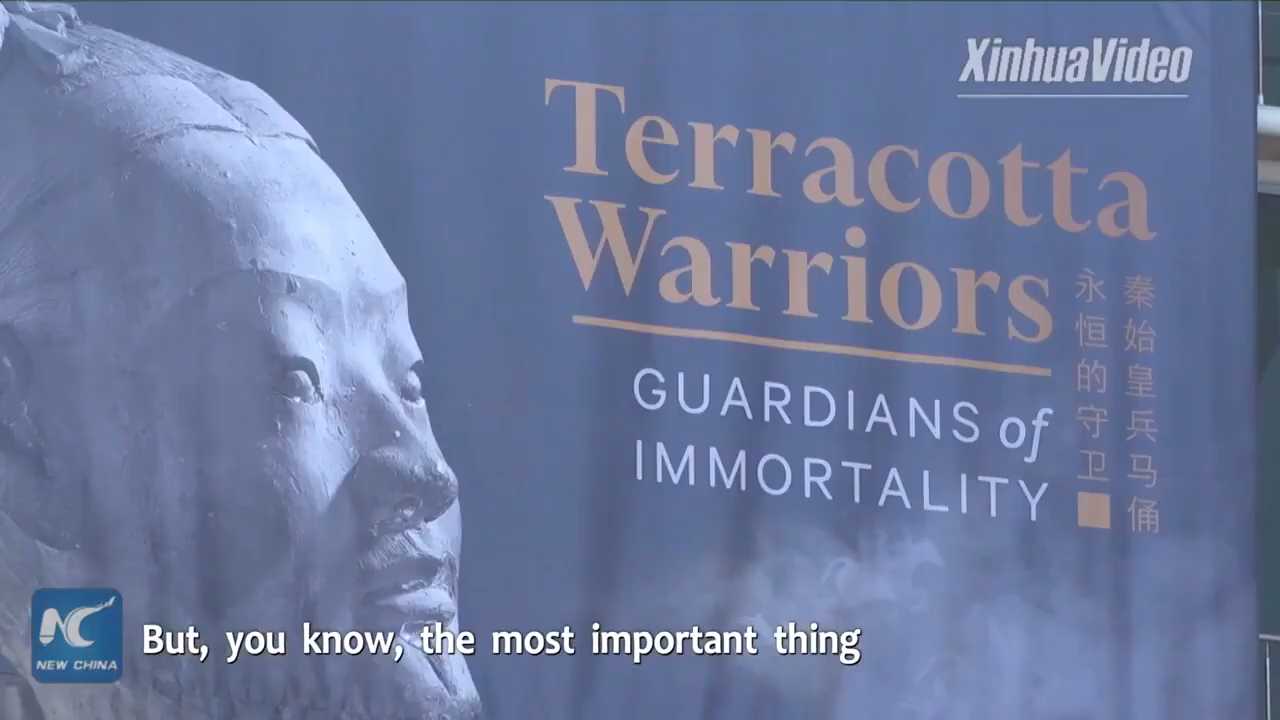 XinhuaVideo
Terracotta
Warriors
GUARDIANS of
IMMORTALITY
秦始皇兵马俑
永恒的守卫
NC
NEW CHINA
But, you know, the most important thing